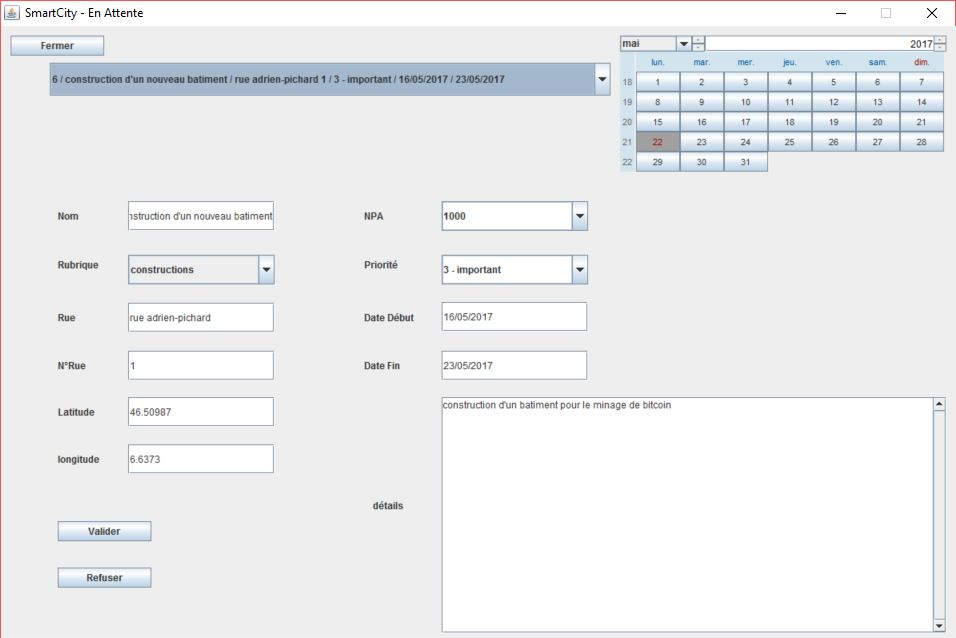 SmartCity - En Attente
Fermer
6 / construction d'un nouveau batiment / rue adrien-pichard 1 / 3 - important / 16/05/2017 / 23/05/2017
mai 2017
lun. mar. mer. jeu. ven. sam. dim.
18 1 2 3 4 5 6 7
19 8 9 10 11 12 13 14
20 15 16 17 18 19 20 21
21 22 23 24 25 26 27 28
22 29 30 31
Nom nstruction d'un nouveau batiment NPA 1000
Rubrique constructions Priorité 3 - important
Rue rue adrien-pichard Date Début 16/05/2017
N°Rue 1 Date Fin 23/05/2017
Latitude 46.50987
construction d'un batiment pour le minage de bitcoin
longitude 6.6373
détails
Valider
Refuser